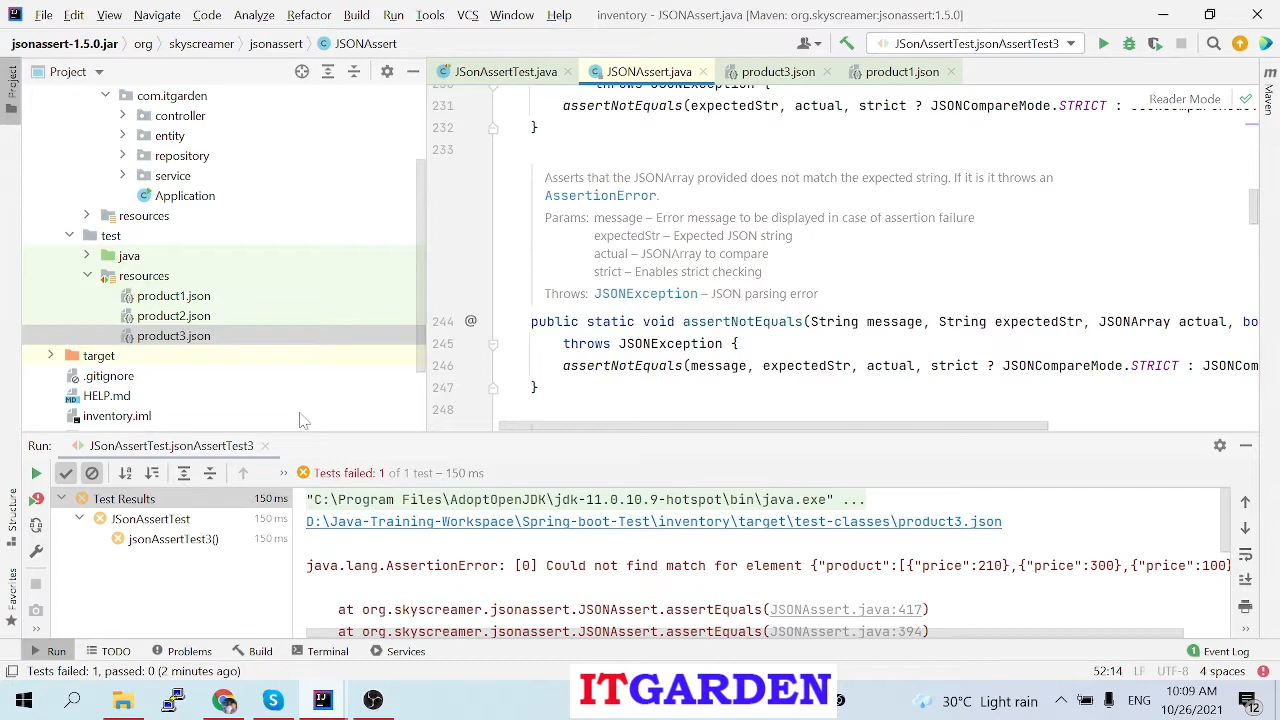 File Edit View Navigate Code Refactor Build Run Tools VCS Window Help inventory - JSONAssert.java [Maven: org.skyscreamer:jsonassert:1.5.0]
jsonassert-1.5.0.jar org skyscreamer jsonassert JSONAssert JSonAssertTest.jsonAssertTest3
Project JSonAssertTest.java JSONAssert.java product3.json product1.json
Project
Maven
throws JSONException {
231 assertNotEquals(expectedStr, actual, strict ? JSONCompareMode.STRICT :
Reader Mode
232 }
233
com.itgarden
controller
entity
repository
service
Application
resources
test
java
resources
product1.json
product2.json
product3.json
target
.gitignore
HELP.md
inventory.iml
Asserts that the JSONArray provided does not match the expected string. If it is it throws an
AssertionError.
Params: message – Error message to be displayed in case of assertion failure
expectedStr – Expected JSON string
actual – JSONArray to compare
strict – Enables strict checking
Throws: JSONException – JSON parsing error
244 @ public static void assertNotEquals(String message, String expectedStr, JSONArray actual, bo
245 throws JSONException {
246 assertNotEquals(message, expectedStr, actual, strict ? JSONCompareMode.STRICT : JSONCom
247 }
248
Run: JSonAssertTest.jsonAssertTest3
Tests failed: 1 of 1 test – 150 ms
Test Results 150 ms
JSonAssertTest 150 ms
jsonAssertTest3() 150 ms
"C:\Program Files\AdoptOpenJDK\jdk-11.0.10.9-hotspot\bin\java.exe" ...
D:\Java-Training-Workspace\Spring-boot-Test\inventory\target\test-classes\product3.json
java.lang.AssertionError: [0] Could not find match for element {"product":[{"price":210},{"price":300},{"price":100}
at org.skyscreamer.jsonassert.JSONAssert.assertEquals(JSONAssert.java:417)
at org.skyscreamer.jsonassert.JSONAssert.assertEquals(JSONAssert.java:394)
Structure
Favorites
Run TODO Problems Build Terminal Services 1 Event Log
Tests failed: 1, passed: 0 (2 minutes ago) 52:14 LF UTF-8 4 spaces
ITGARDEN
30°C Light rain
10:09 AM
10/26/2021
12